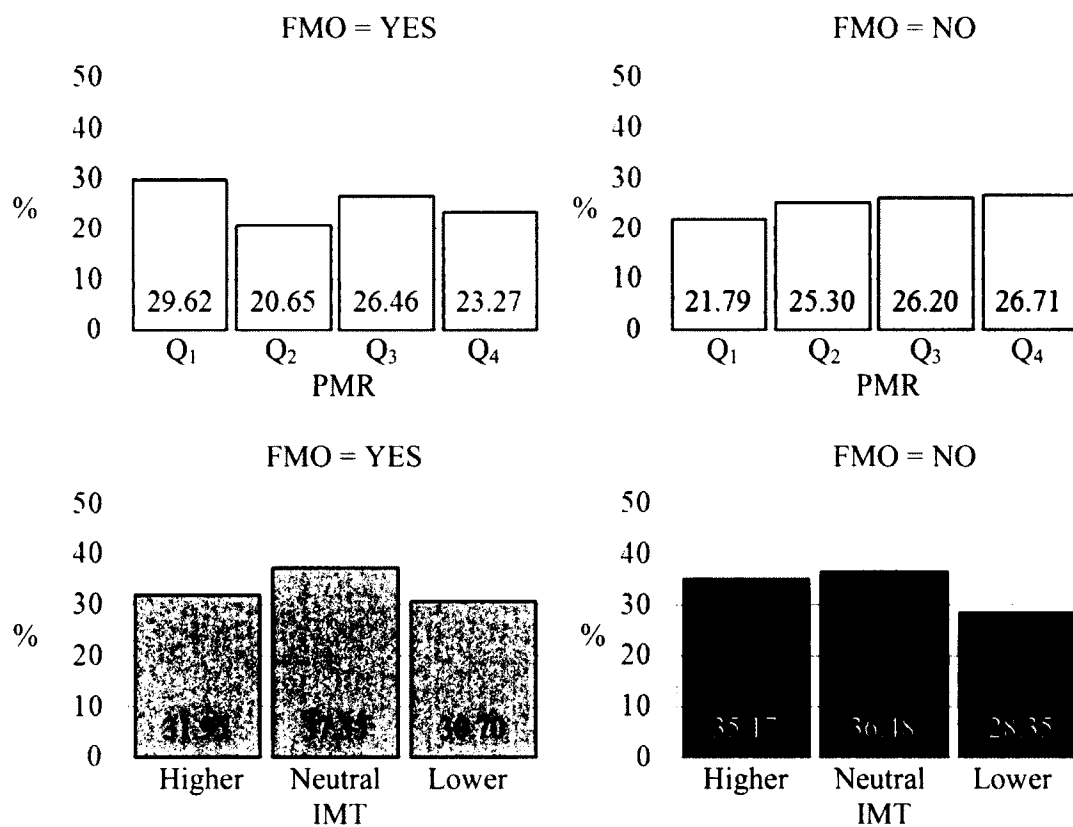 FMO = YES
50
40
30
20
10
0
%
29.62 20.65 26.46 23.27
Q1 Q2 Q3 Q4
PMR
FMO = NO
50
40
30
20
10
0
%
21.79 25.30 26.20 26.71
Q1 Q2 Q3 Q4
PMR
FMO = YES
50
40
30
20
10
0
%
30.70
Higher Neutral Lower
IMT
FMO = NO
50
40
30
20
10
0
%
35.17 36.48 28.35
Higher Neutral Lower
IMT